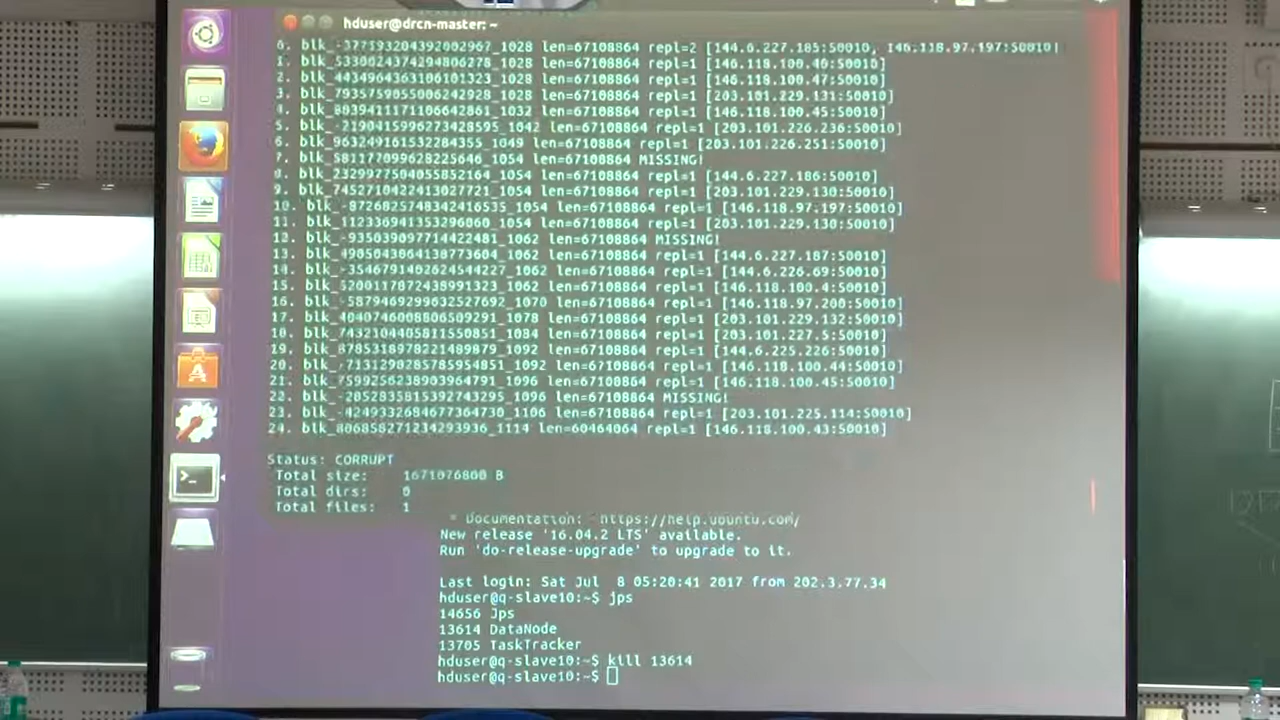 hduser@drcn-master: ~
0. blk_-3771932043920029​67_1028 len=67108864 repl=2 [144.6.227.185:50010, 146.118.97.197:50010]
1. blk_5330024374294806278_1028 len=67108864 repl=1 [146.118.100.40:50010]
2. blk_4434964363106101323_1028 len=67108864 repl=1 [146.118.100.47:50010]
3. blk_7935759055006242928_1028 len=67108864 repl=1 [203.101.229.131:50010]
4. blk_8039411171106642861_1032 len=67108864 repl=1 [146.118.100.45:50010]
5. blk_-2190415996273428595_1042 len=67108864 repl=1 [203.101.226.236:50010]
6. blk_963249161532284355_1049 len=67108864 repl=1 [203.101.226.251:50010]
7. blk_581177099628225646_1054 len=67108864 MISSING!
8. blk_2329977504055852164_1054 len=67108864 repl=1 [144.6.227.186:50010]
9. blk_7452710422413027721_1054 len=67108864 repl=1 [203.101.229.130:50010]
10. blk_-8726825748342416535_1054 len=67108864 repl=1 [146.118.97.197:50010]
11. blk_1123369413532960​60_1054 len=67108864 repl=1 [203.101.229.130:50010]
12. blk_-935039097714422481_1062 len=67108864 MISSING!
13. blk_4905043064138773604_1062 len=67108864 repl=1 [144.6.227.187:50010]
14. blk_-3546791402624544227_1062 len=67108864 repl=1 [144.6.226.69:50010]
15. blk_5200117872438991323_1062 len=67108864 repl=1 [146.118.100.4:50010]
16. blk_-5879469299632527692_1070 len=67108864 repl=1 [146.118.97.200:50010]
17. blk_4040746008806509291_1078 len=67108864 repl=1 [203.101.229.132:50010]
18. blk_7432104405811550851_1084 len=67108864 repl=1 [203.101.227.5:50010]
19. blk_8785318978221489879_1092 len=67108864 repl=1 [144.6.225.226:50010]
20. blk_-7131290285785954851_1092 len=67108864 repl=1 [146.118.100.44:50010]
21. blk_7599256238903964791_1096 len=67108864 repl=1 [146.118.100.45:50010]
22. blk_-2852835815392743295_1096 len=67108864 MISSING!
23. blk_-4249332684677364730_1106 len=67108864 repl=1 [203.101.225.114:50010]
24. blk_8068582712342939​36_1114 len=60464064 repl=1 [146.118.100.43:50010]
Status: CORRUPT
Total size: 1671076800 B
Total dirs: 0
Total files: 1
* Documentation: https://help.ubuntu.com/
New release '16.04.2 LTS' available.
Run 'do-release-upgrade' to upgrade to it.
Last login: Sat Jul 8 05:20:41 2017 from 202.3.77.34
hduser@q-slave10:~$ jps
14656 Jps
13614 DataNode
13705 TaskTracker
hduser@q-slave10:~$ kill 13614
hduser@q-slave10:~$